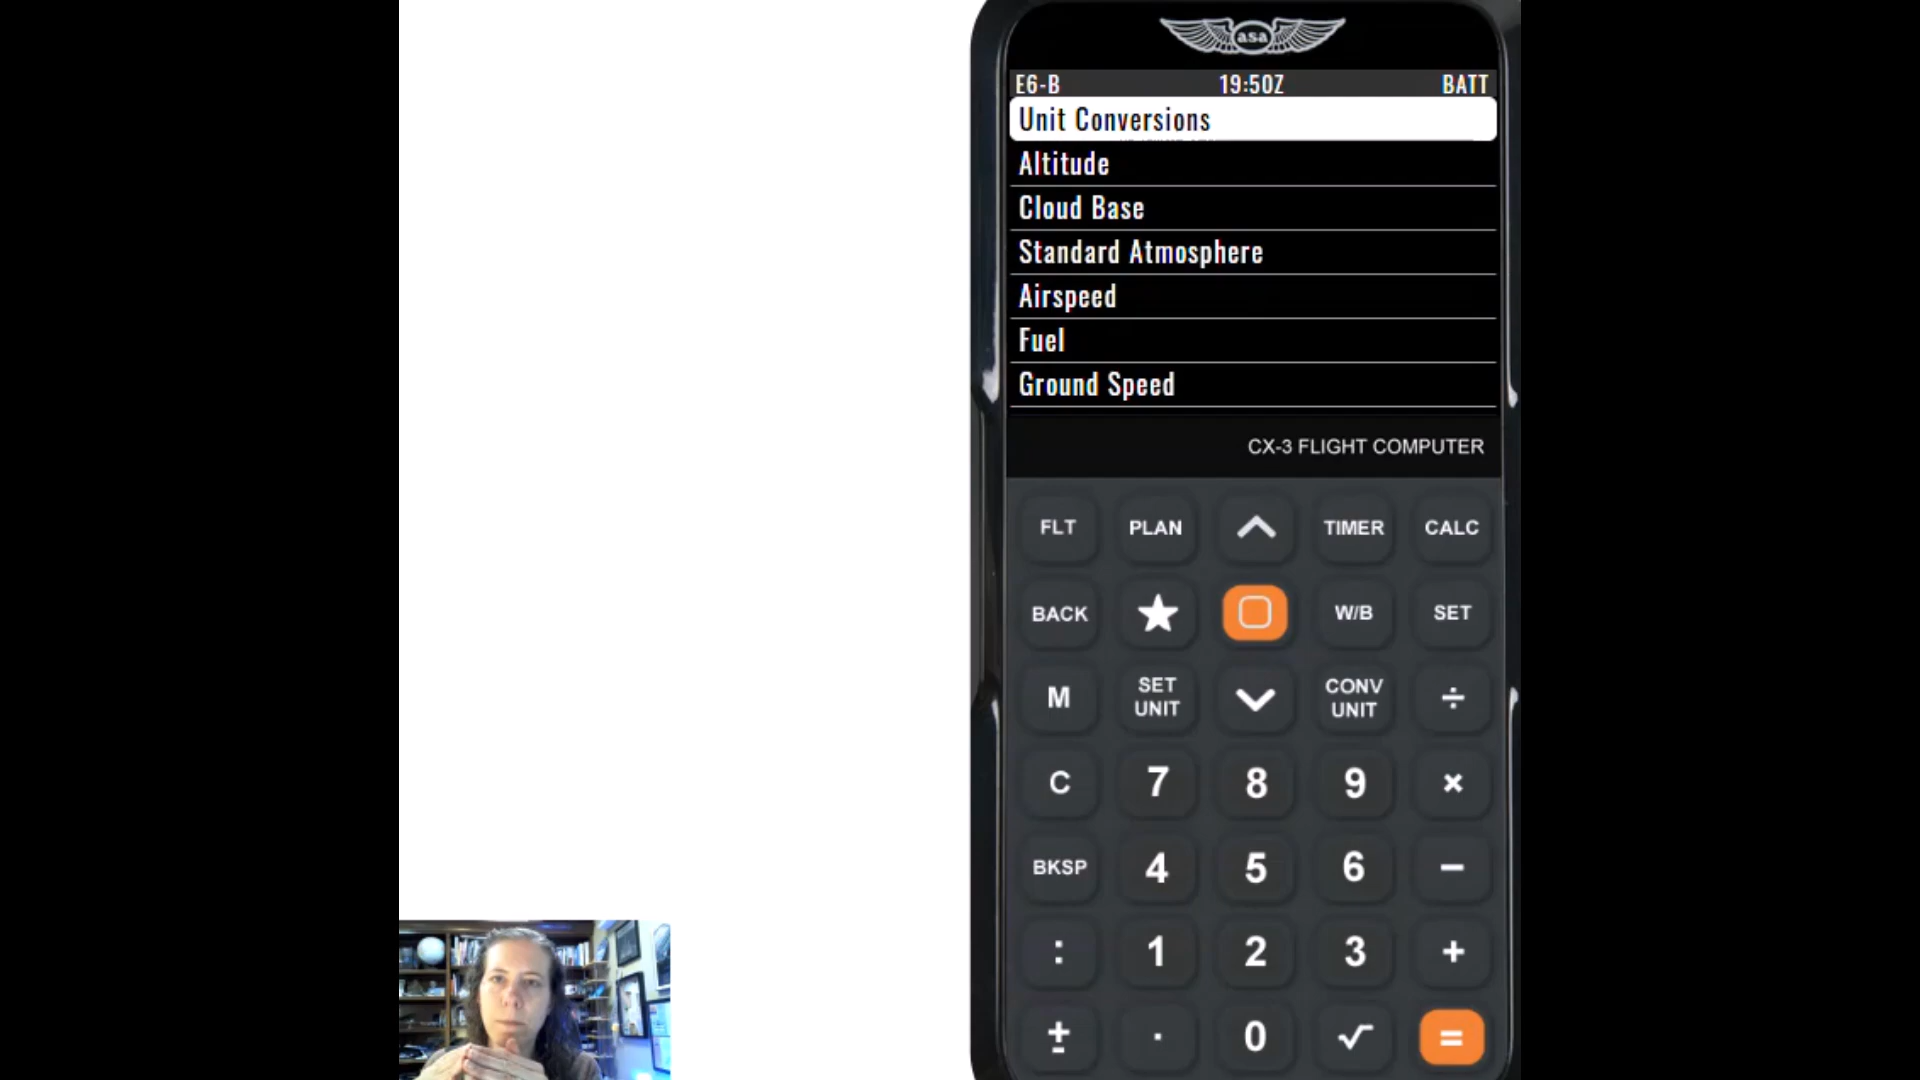 asa
E6-B 19:50Z BATT
Unit Conversions
Altitude
Cloud Base
Standard Atmosphere
Airspeed
Fuel
Ground Speed
CX-3 FLIGHT COMPUTER
FLT PLAN TIMER CALC
BACK W/B SET
M SET UNIT CONV UNIT ÷
C 7 8 9 ×
BKSP 4 5 6 −
: 1 2 3 +
± . 0 √ =